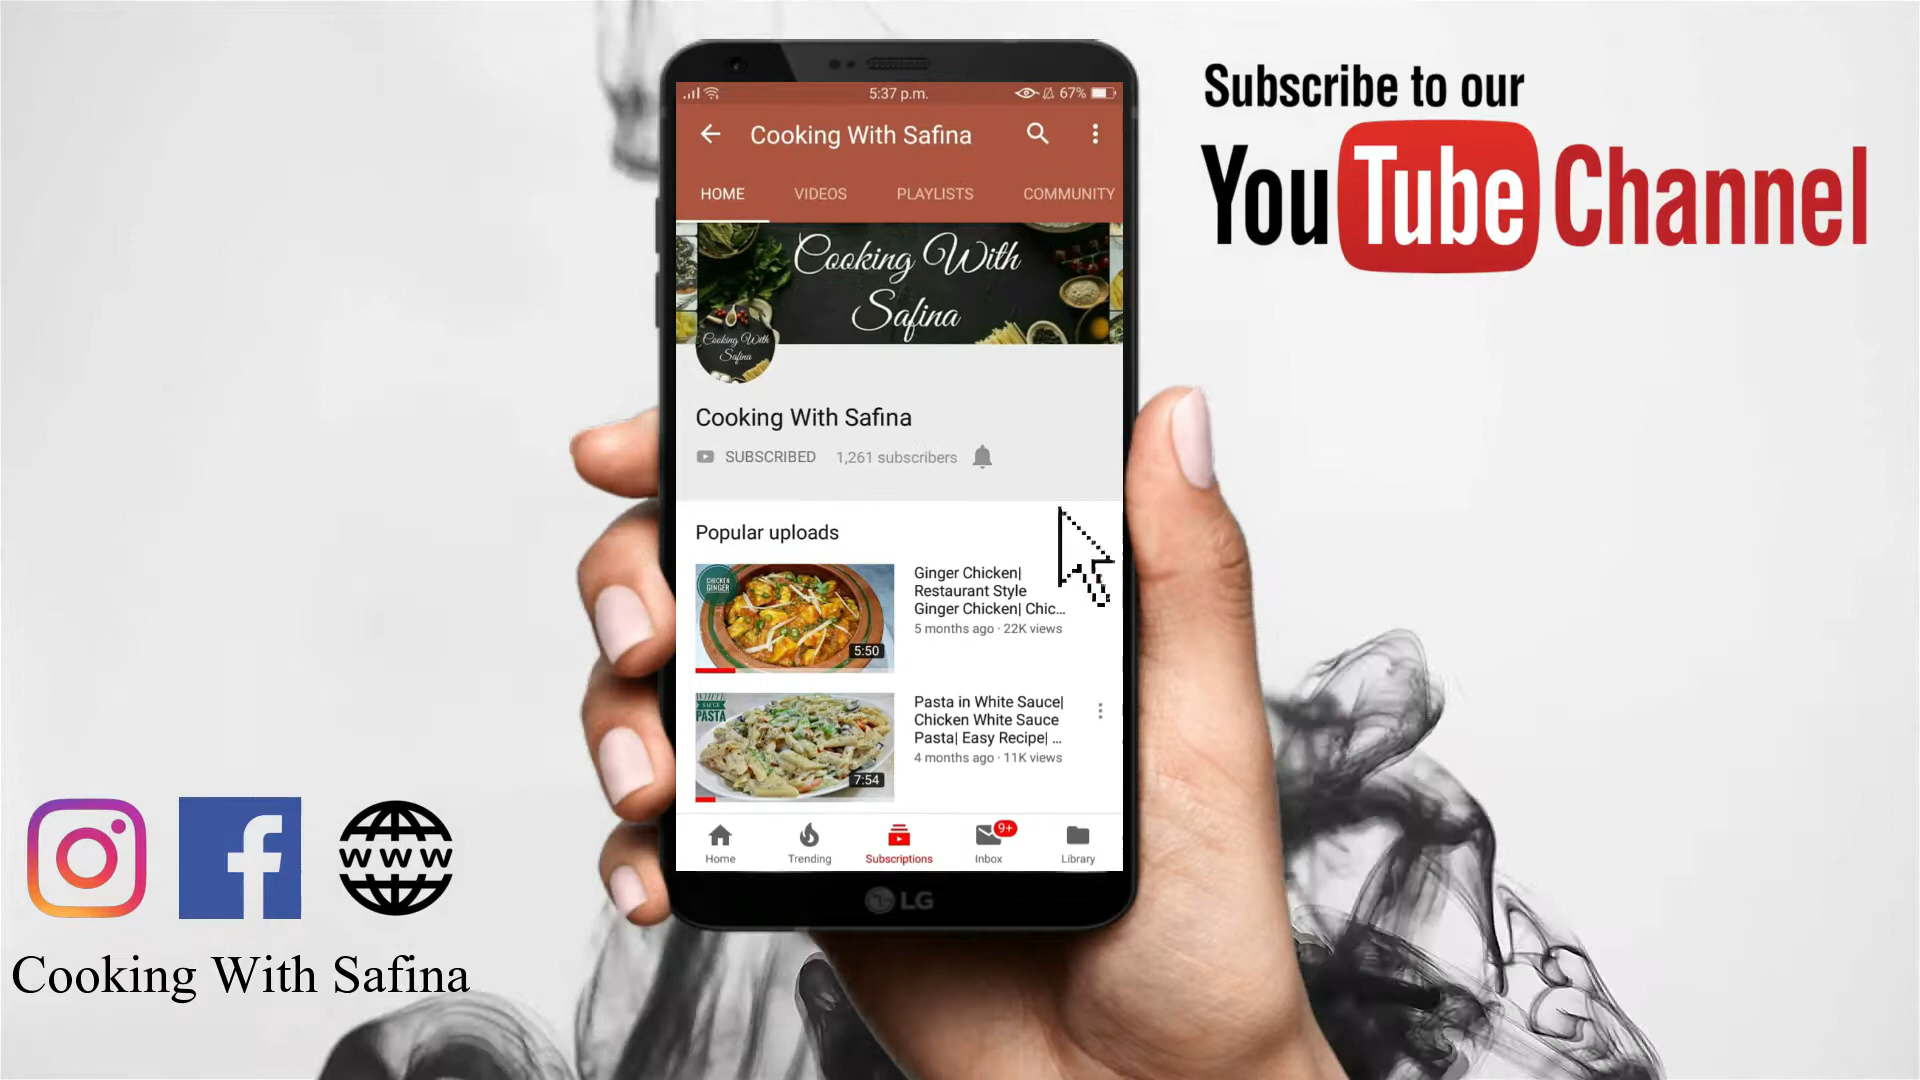 Subscribe to our
YouTube Channel
5:37 p.m.
67%
Cooking With Safina
HOME
VIDEOS
PLAYLISTS
COMMUNITY
Cooking With
Safina
Cooking With
Safina
Cooking With Safina
SUBSCRIBED
1,261 subscribers
Popular uploads
CHICKEN
GINGER
5:50
Ginger Chicken|
Restaurant Style
Ginger Chicken| Chic...
5 months ago · 22K views
WHITE
SAUCE
PASTA
7:54
Pasta in White Sauce|
Chicken White Sauce
Pasta| Easy Recipe| ...
4 months ago · 11K views
Home
Trending
Subscriptions
9+
Inbox
Library
LG
WWW
Cooking With Safina